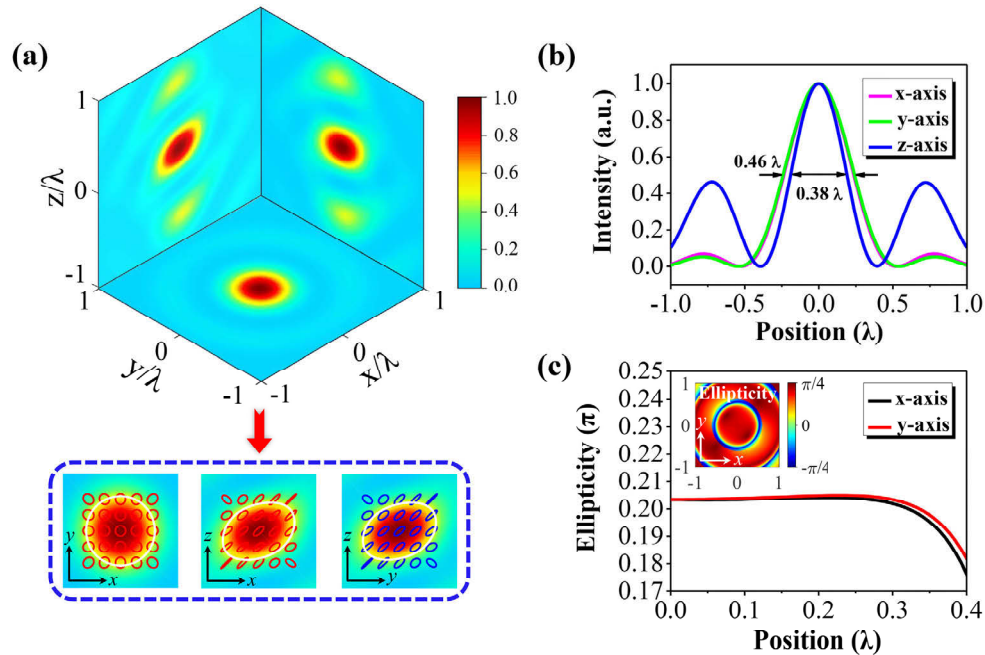 (a)
1
0
-1
z/λ
1
0
-1
y/λ
-1
0
1
x/λ
1.0
0.8
0.6
0.4
0.2
0.0
y
x
z
x
z
y
(b)
Intensity (a.u.)
1.0
0.8
0.6
0.4
0.2
0.0
x-axis
y-axis
z-axis
0.46 λ
0.38 λ
-1.0 -0.5 0.0 0.5 1.0
Position (λ)
(c)
Ellipticity (π)
0.25
0.24
0.23
0.22
0.21
0.20
0.19
0.18
0.17
1
0
-1
Ellipticity
y
x
-1 0 1
π/4
0
-π/4
x-axis
y-axis
0.0 0.1 0.2 0.3 0.4
Position (λ)